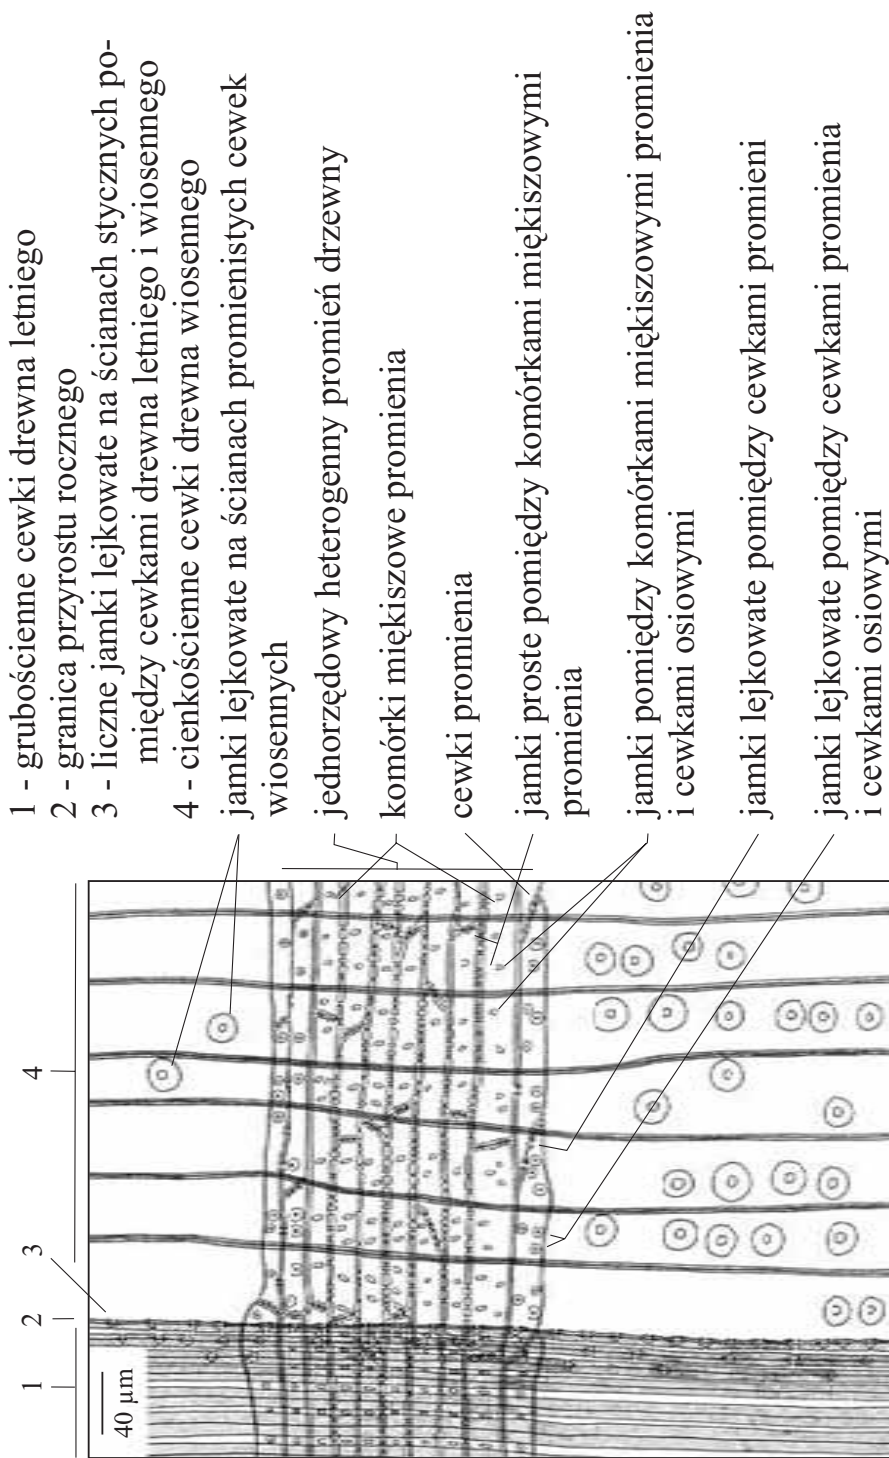 1 - grubościenne cewki drewna letniego
2 - granica przyrostu rocznego
3 - liczne jamki lejkowate na ścianach stycznych po-
między cewkami drewna letniego i wiosennego
4 - cienkościenne cewki drewna wiosennego
jamki lejkowate na ścianach promienistych cewek
wiosennych
jednorzędowy heterogenny promień drzewny
komórki miękiszowe promienia
cewki promienia
jamki proste pomiędzy komórkami miękiszowymi
promienia
jamki pomiędzy komórkami miękiszowymi promienia
i cewkami osiowymi
jamki lejkowate pomiędzy cewkami promieni
jamki lejkowate pomiędzy cewkami promienia
i cewkami osiowymi
1
2
3
4
40 µm